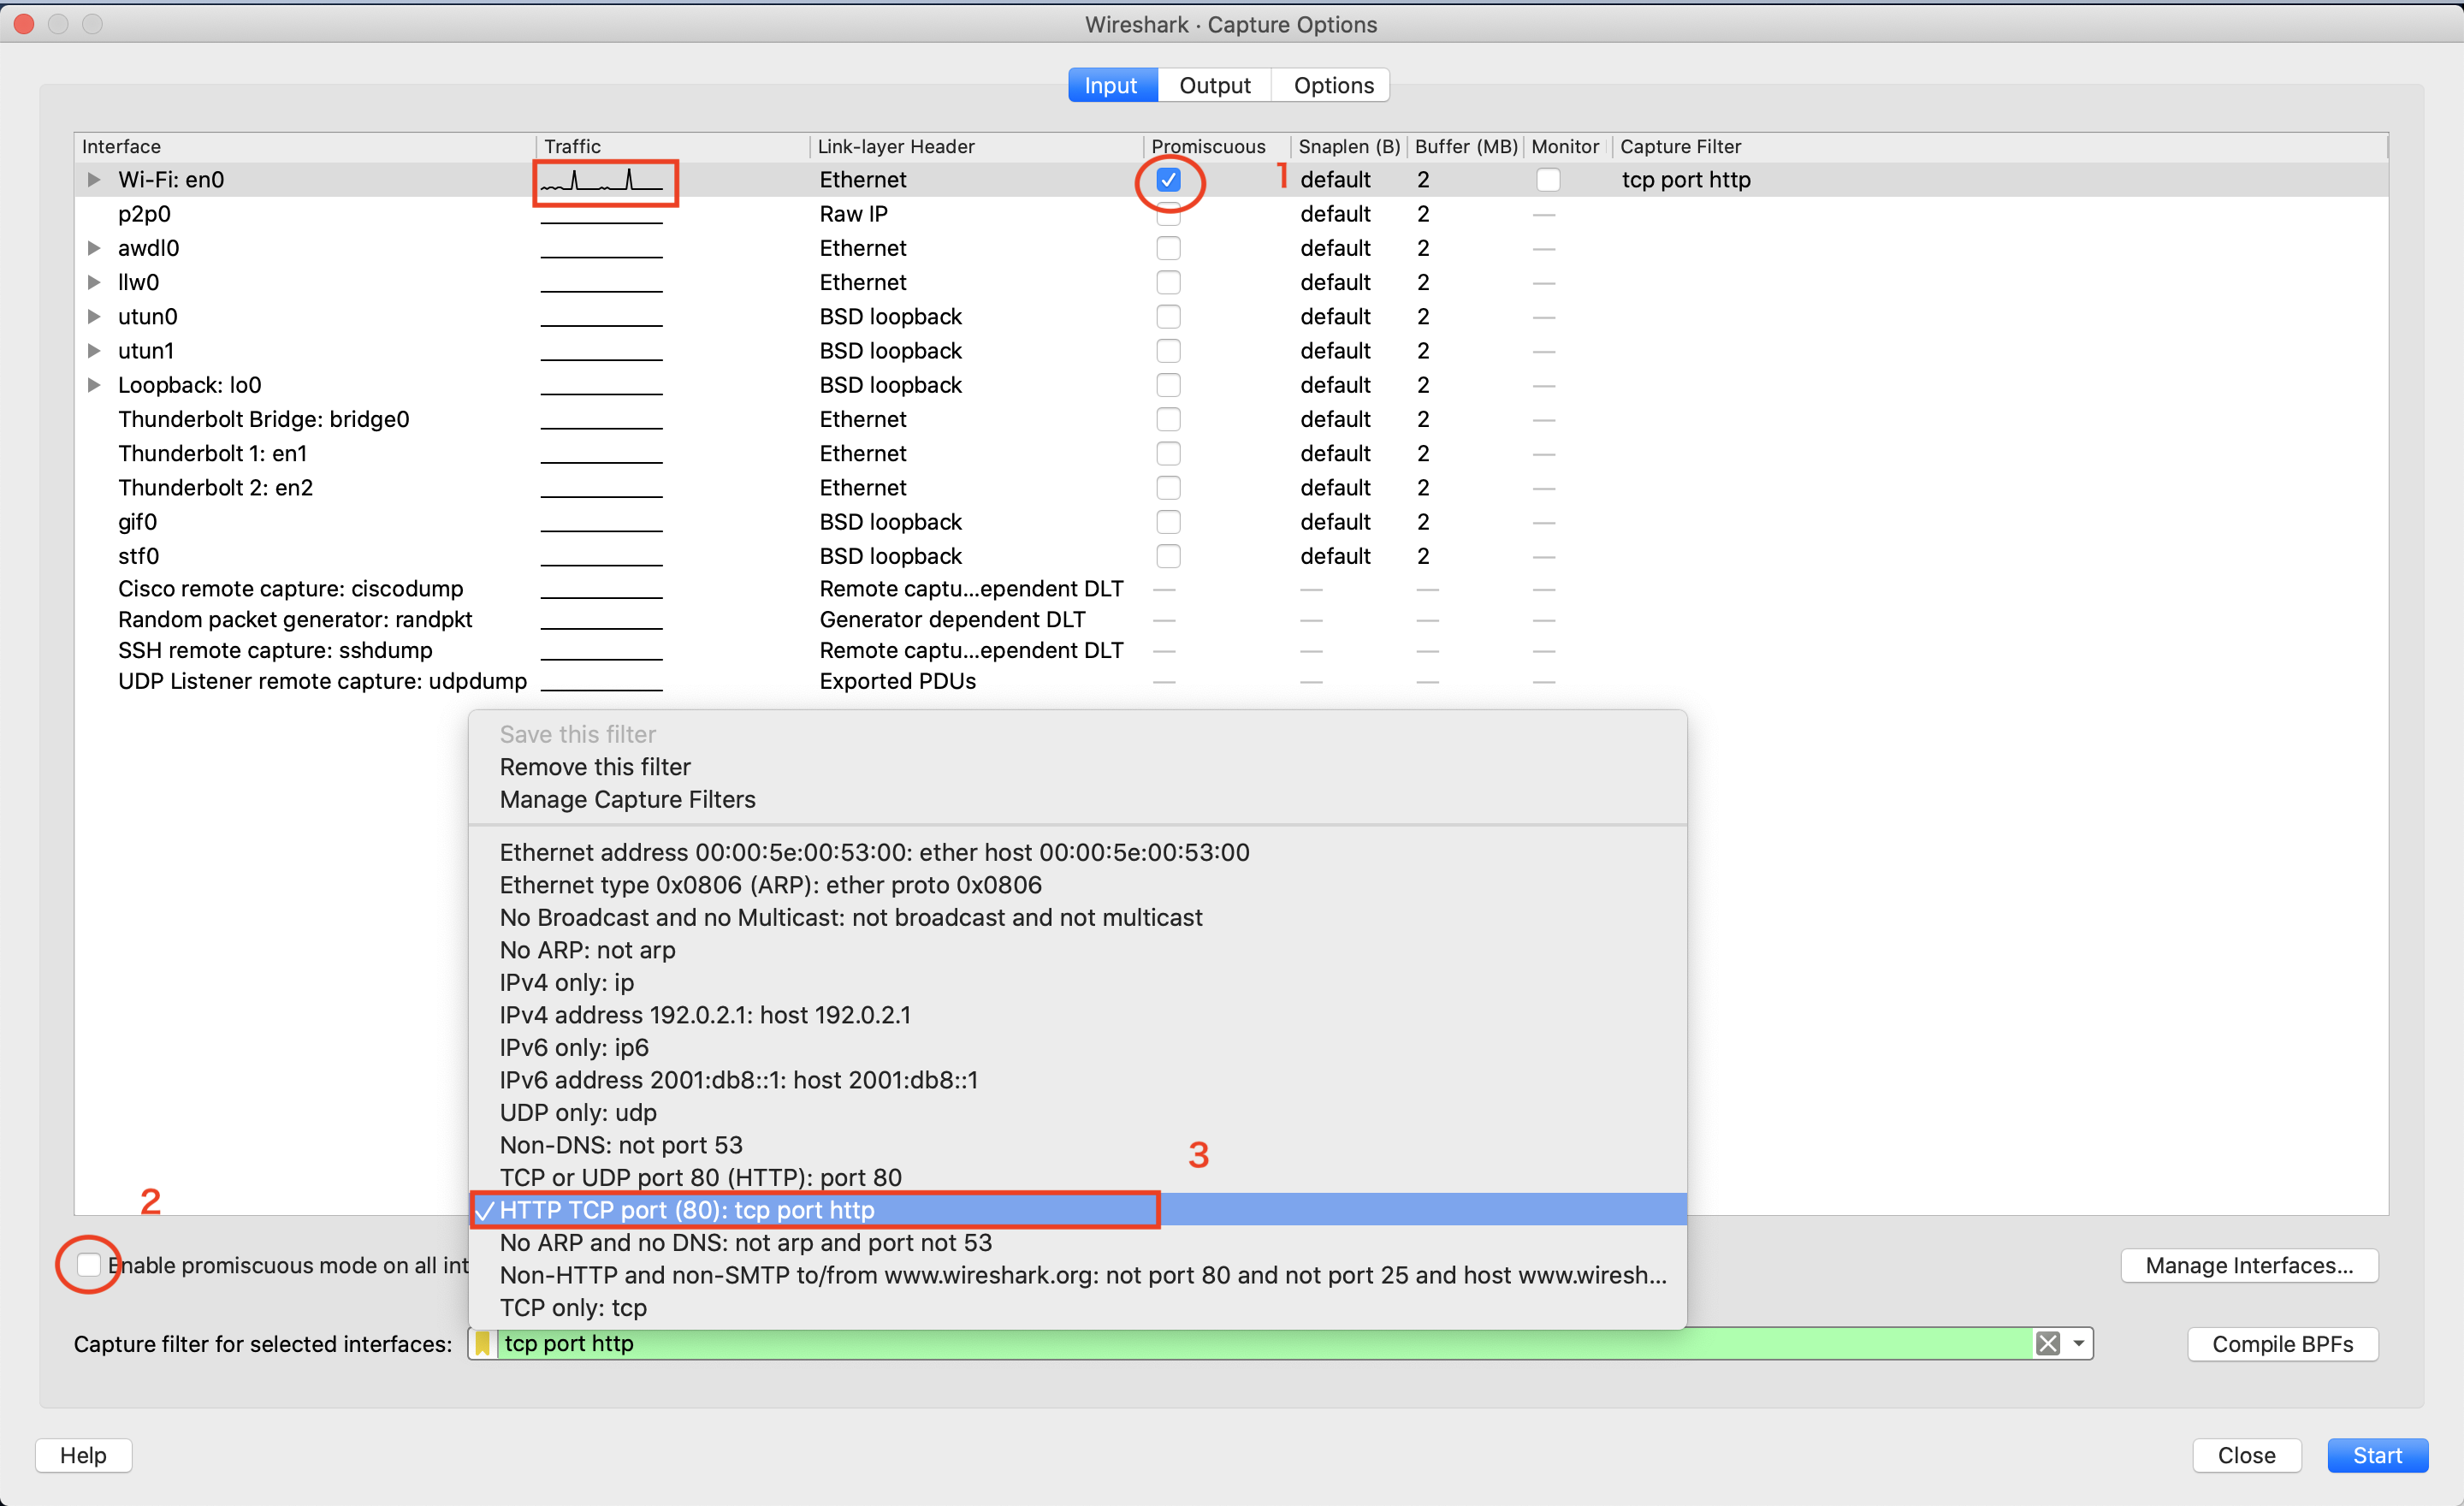 Wireshark · Capture Options
Input Output Options
Interface Traffic Link-layer Header Promiscuous Snaplen (B) Buffer (MB) Monitor Capture Filter
Wi-Fi: en0 Ethernet 1 default 2 tcp port http
p2p0 Raw IP default 2 —
awdl0 Ethernet default 2 —
llw0 Ethernet default 2 —
utun0 BSD loopback default 2 —
utun1 BSD loopback default 2 —
Loopback: lo0 BSD loopback default 2 —
Thunderbolt Bridge: bridge0 Ethernet default 2 —
Thunderbolt 1: en1 Ethernet default 2 —
Thunderbolt 2: en2 Ethernet default 2 —
gif0 BSD loopback default 2 —
stf0 BSD loopback default 2 —
Cisco remote capture: ciscodump Remote captu...ependent DLT — — — —
Random packet generator: randpkt Generator dependent DLT — — — —
SSH remote capture: sshdump Remote captu...ependent DLT — — — —
UDP Listener remote capture: udpdump Exported PDUs — — — —
Save this filter
Remove this filter
Manage Capture Filters
Ethernet address 00:00:5e:00:53:00: ether host 00:00:5e:00:53:00
Ethernet type 0x0806 (ARP): ether proto 0x0806
No Broadcast and no Multicast: not broadcast and not multicast
No ARP: not arp
IPv4 only: ip
IPv4 address 192.0.2.1: host 192.0.2.1
IPv6 only: ip6
IPv6 address 2001:db8::1: host 2001:db8::1
UDP only: udp
Non-DNS: not port 53
3
TCP or UDP port 80 (HTTP): port 80
2
✓ HTTP TCP port (80): tcp port http
No ARP and no DNS: not arp and port not 53
Enable promiscuous mode on all int
Manage Interfaces...
Non-HTTP and non-SMTP to/from www.wireshark.org: not port 80 and not port 25 and host www.wiresh...
TCP only: tcp
Capture filter for selected interfaces: tcp port http
Compile BPFs
Help Close Start